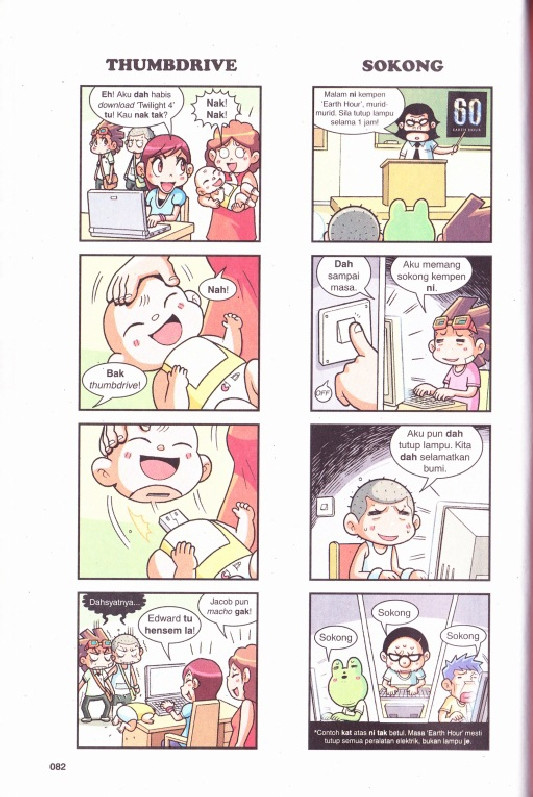 THUMBDRIVE
Eh! Aku dah habis
download 'Twilight 4'
tu! Kau nak tak?
Nak!
Nak!
Nah!
Bak
thumbdrive!
Dahsyatrrya...
Edward tu
hensem la!
Jaciob pun
macho gak!
SOKONG
Malam ni kempen
'Earth Hour', murid-
murid. Sila tutup lampu
selama 1 jam!
60
EARTH HOUR
Dah
sampai
masa.
OFF
Aku memang
sokong kempen
ni.
Aku pun dah
tutup lampu. Kita
dah selamatkan
bumi.
Sokong
Sokong
Sokong
*Contoh kat atas ni tak betul. Masa 'Earth Hour' mesti
tutup semua peralatan elektrik, bukan lampu je.
082